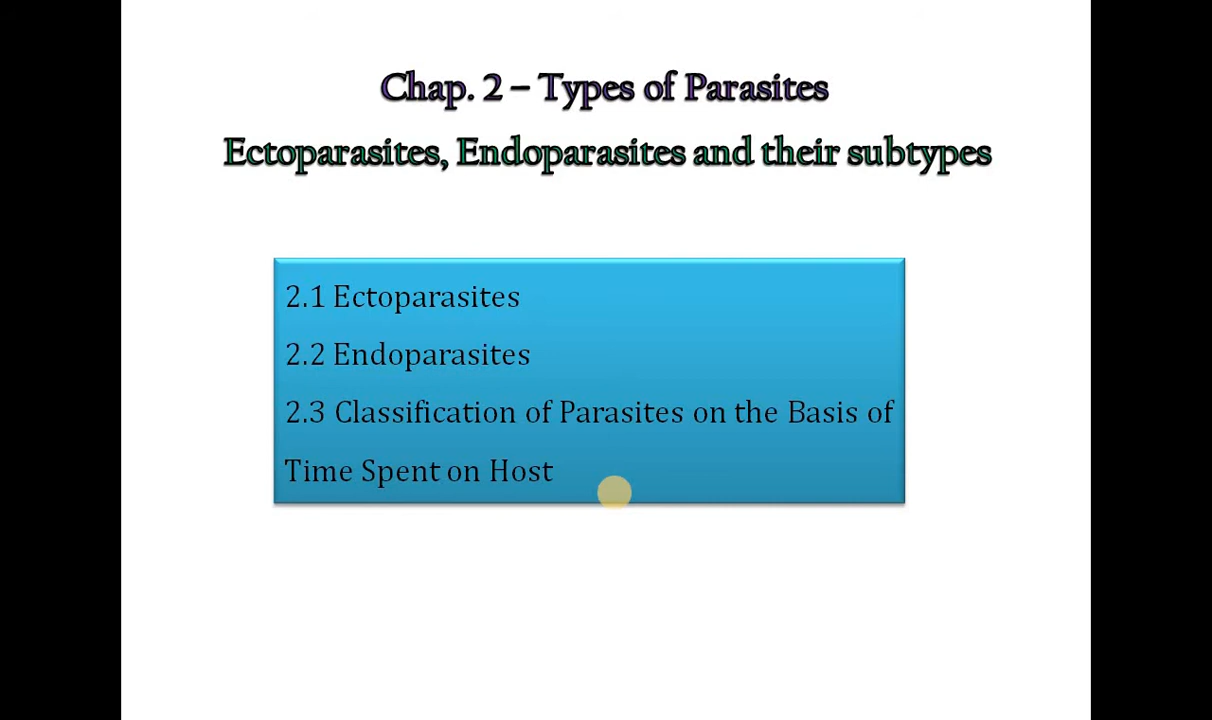 Chap. 2 – Types of Parasites
Ectoparasites, Endoparasites and their subtypes
2.1 Ectoparasites
2.2 Endoparasites
2.3 Classification of Parasites on the Basis of
Time Spent on Host